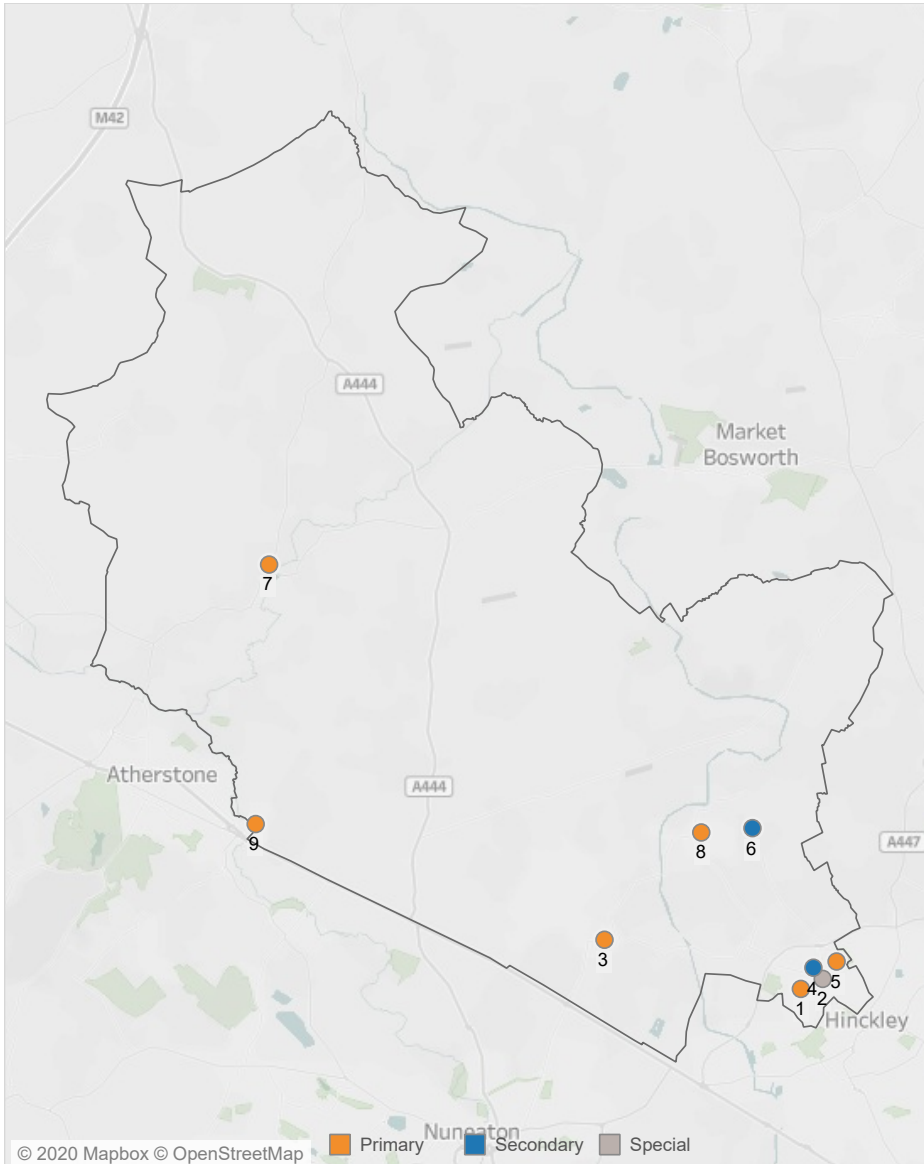 M42
A444
Market
Bosworth
7
Atherstone
A444
9
8
6
A447
3
4
5
1
2
Hinckley
Nuneaton
Primary
Secondary
Special
© 2020 Mapbox © OpenStreetMap